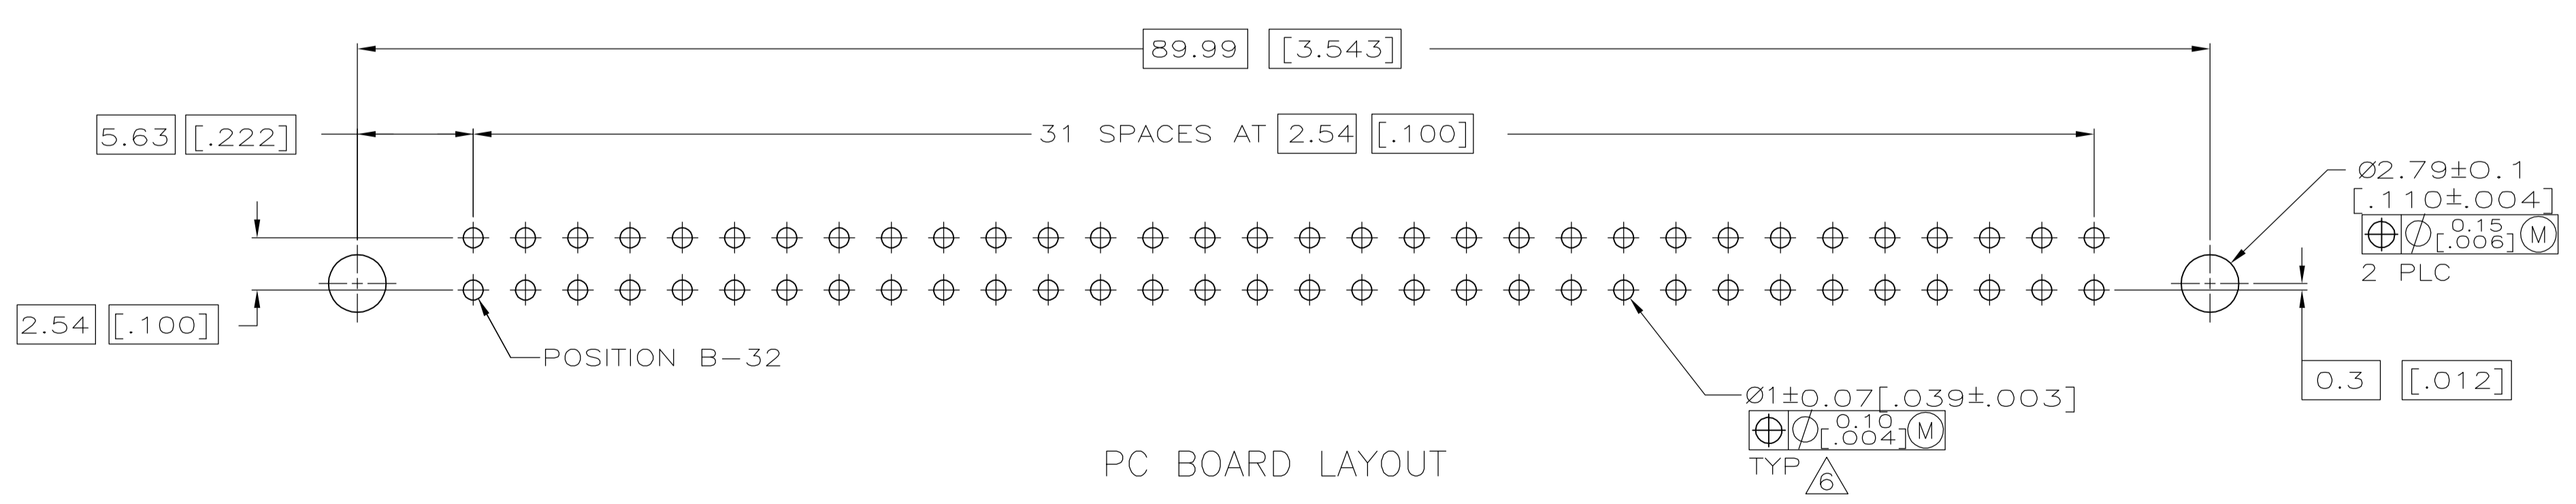 89.99 [3.543]
5.63 [.222]
31 SPACES AT 2.54 [.100]
Ø2.79±0.1
[.110±.004]
⌖ Ø 0.15 [.006] Ⓜ
2 PLC
2.54 [.100]
POSITION B-32
0.3 [.012]
Ø1±0.07[.039±.003]
⌖ Ø 0.10 [.004] Ⓜ
TYP 6
PC BOARD LAYOUT